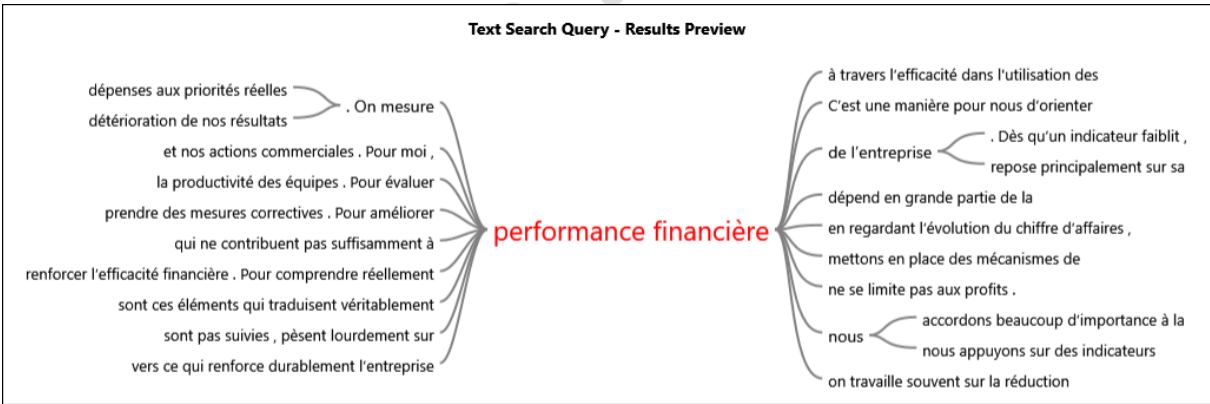 Text Search Query - Results Preview
dépenses aux priorités réelles
détérioration de nos résultats
. On mesure
et nos actions commerciales . Pour moi ,
la productivité des équipes . Pour évaluer
prendre des mesures correctives . Pour améliorer
qui ne contribuent pas suffisamment à
renforcer l'efficacité financière . Pour comprendre réellement
sont ces éléments qui traduisent véritablement
sont pas suivies , pèsent lourdement sur
vers ce qui renforce durablement l'entreprise
performance financière
à travers l'efficacité dans l'utilisation des
C'est une manière pour nous d'orienter
de l'entreprise
. Dès qu'un indicateur faiblit ,
repose principalement sur sa
dépend en grande partie de la
en regardant l'évolution du chiffre d'affaires ,
mettons en place des mécanismes de
ne se limite pas aux profits .
nous
accordons beaucoup d'importance à la
nous appuyons sur des indicateurs
on travaille souvent sur la réduction